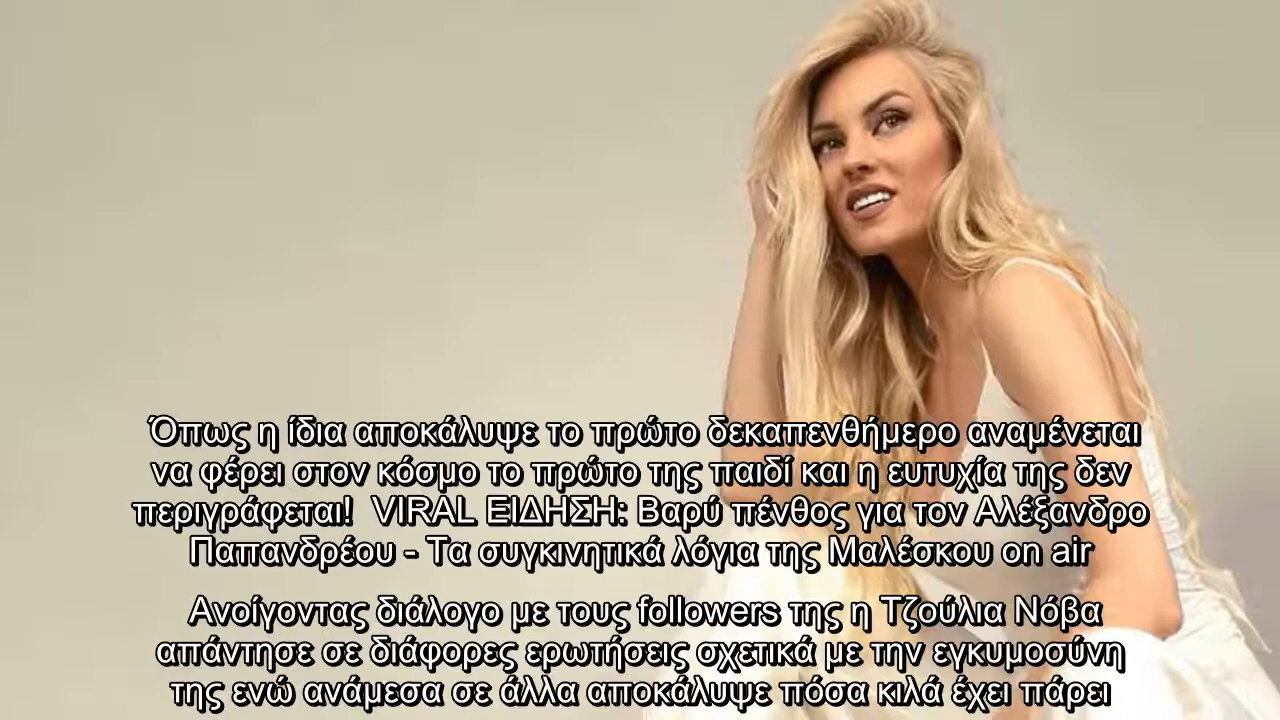 Όπως η ίδια αποκάλυψε το πρώτο δεκαπενθήμερο αναμένεται
να φέρει στον κόσμο το πρώτο της παιδί και η ευτυχία της δεν
περιγράφεται!  VIRAL ΕΙΔΗΣΗ: Βαρύ πένθος για τον Αλέξανδρο
Παπανδρέου - Τα συγκινητικά λόγια της Μαλέσκου on air
Ανοίγοντας διάλογο με τους followers της η Τζούλια Νόβα
απάντησε σε διάφορες ερωτήσεις σχετικά με την εγκυμοσύνη
της ενώ ανάμεσα σε άλλα αποκάλυψε πόσα κιλά έχει πάρει